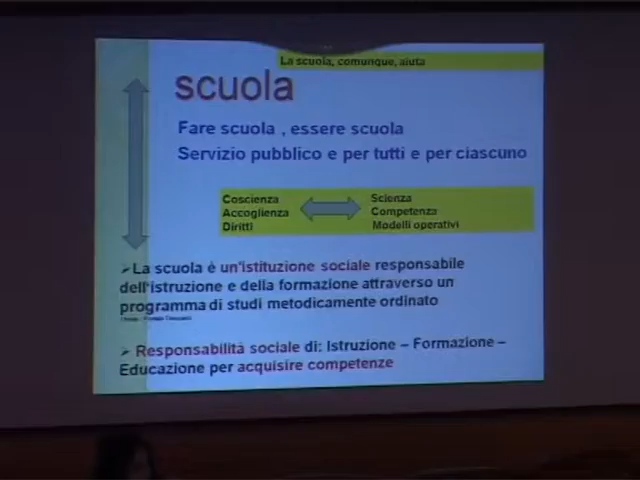 La scuola, comunque, aiuta
scuola
Fare scuola , essere scuola
Servizio pubblico e per tutti e per ciascuno
Coscienza
Accoglienza
Diritti
Scienza
Competenza
Modelli operativi
➢La scuola è un'istituzione sociale responsabile
dell'istruzione e della formazione attraverso un
programma di studi metodicamente ordinato
➢ Responsabilità sociale di: Istruzione – Formazione –
Educazione per acquisire competenze